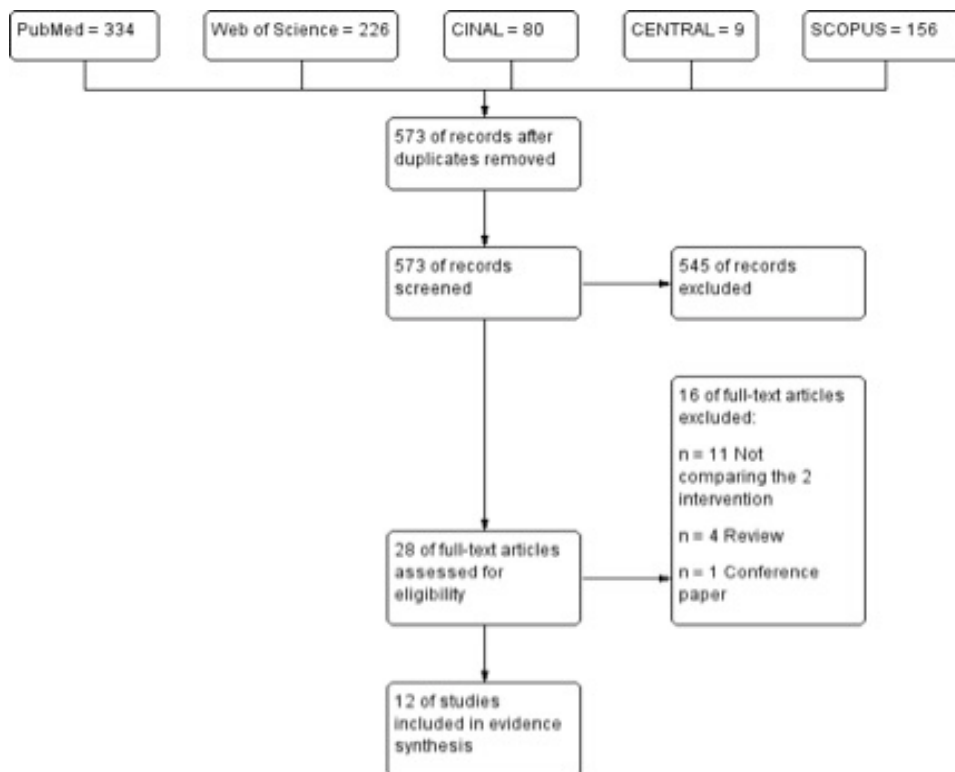 PubMed = 334
Web of Science = 226
CINAL = 80
CENTRAL = 9
SCOPUS = 156
573 of records after
duplicates removed
573 of records
screened
545 of records
excluded
16 of full-text articles
excluded:
n = 11 Not
comparing the 2
intervention
n = 4 Review
n = 1 Conference
paper
28 of full-text articles
assessed for
eligibility
12 of studies
included in evidence
synthesis